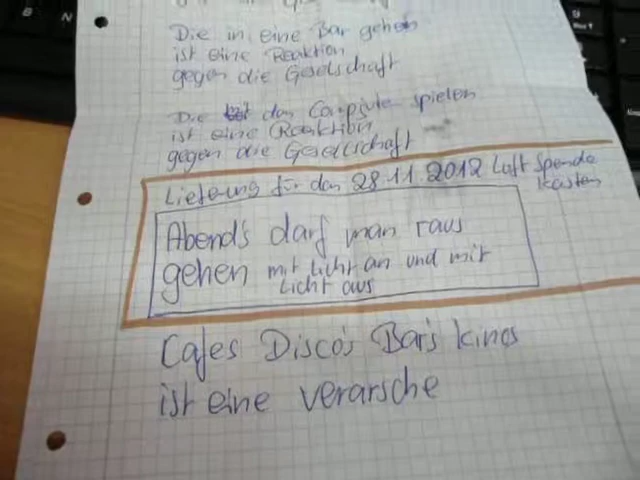 Die in eine Bar gehen
ist eine Reaktion
gegen die Geselschaft
Die das Computer spielen
ist eine Reaktion
gegen die Gesellschaft
Lieferung für den 28.11.2012 Luft Spende
kasten
Abends darf man raus
gehen mit Licht an und mit
Licht aus
Cafes Disco's Bar's kinos
ist eine verarsche